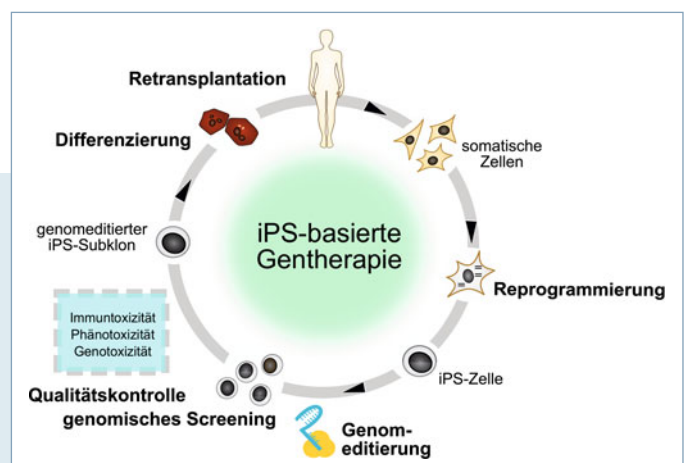 Retransplantation
Differenzierung
somatische
Zellen
genomeditierter
iPS-Subklon
iPS-basierte
Gentherapie
Reprogrammierung
Immuntoxizität
Phänotoxizität
Genotoxizität
iPS-Zelle
Qualitätskontrolle
genomisches Screening
Genom-
editierung